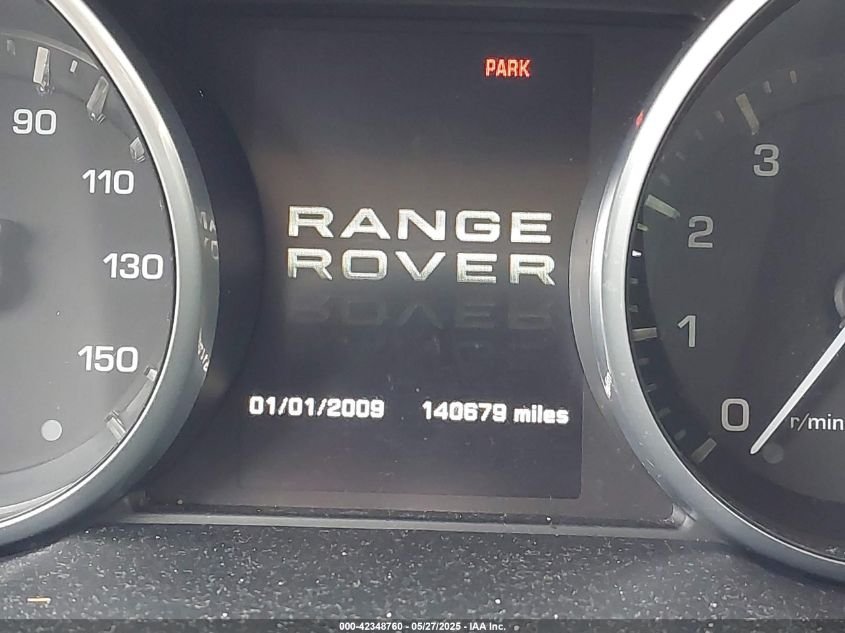 PARK
90
110
130
150
RANGE
ROVER
01/01/2009 140679 miles
3
2
1
0
r/min
000-42348760 - 05/27/2025 - IAA Inc.